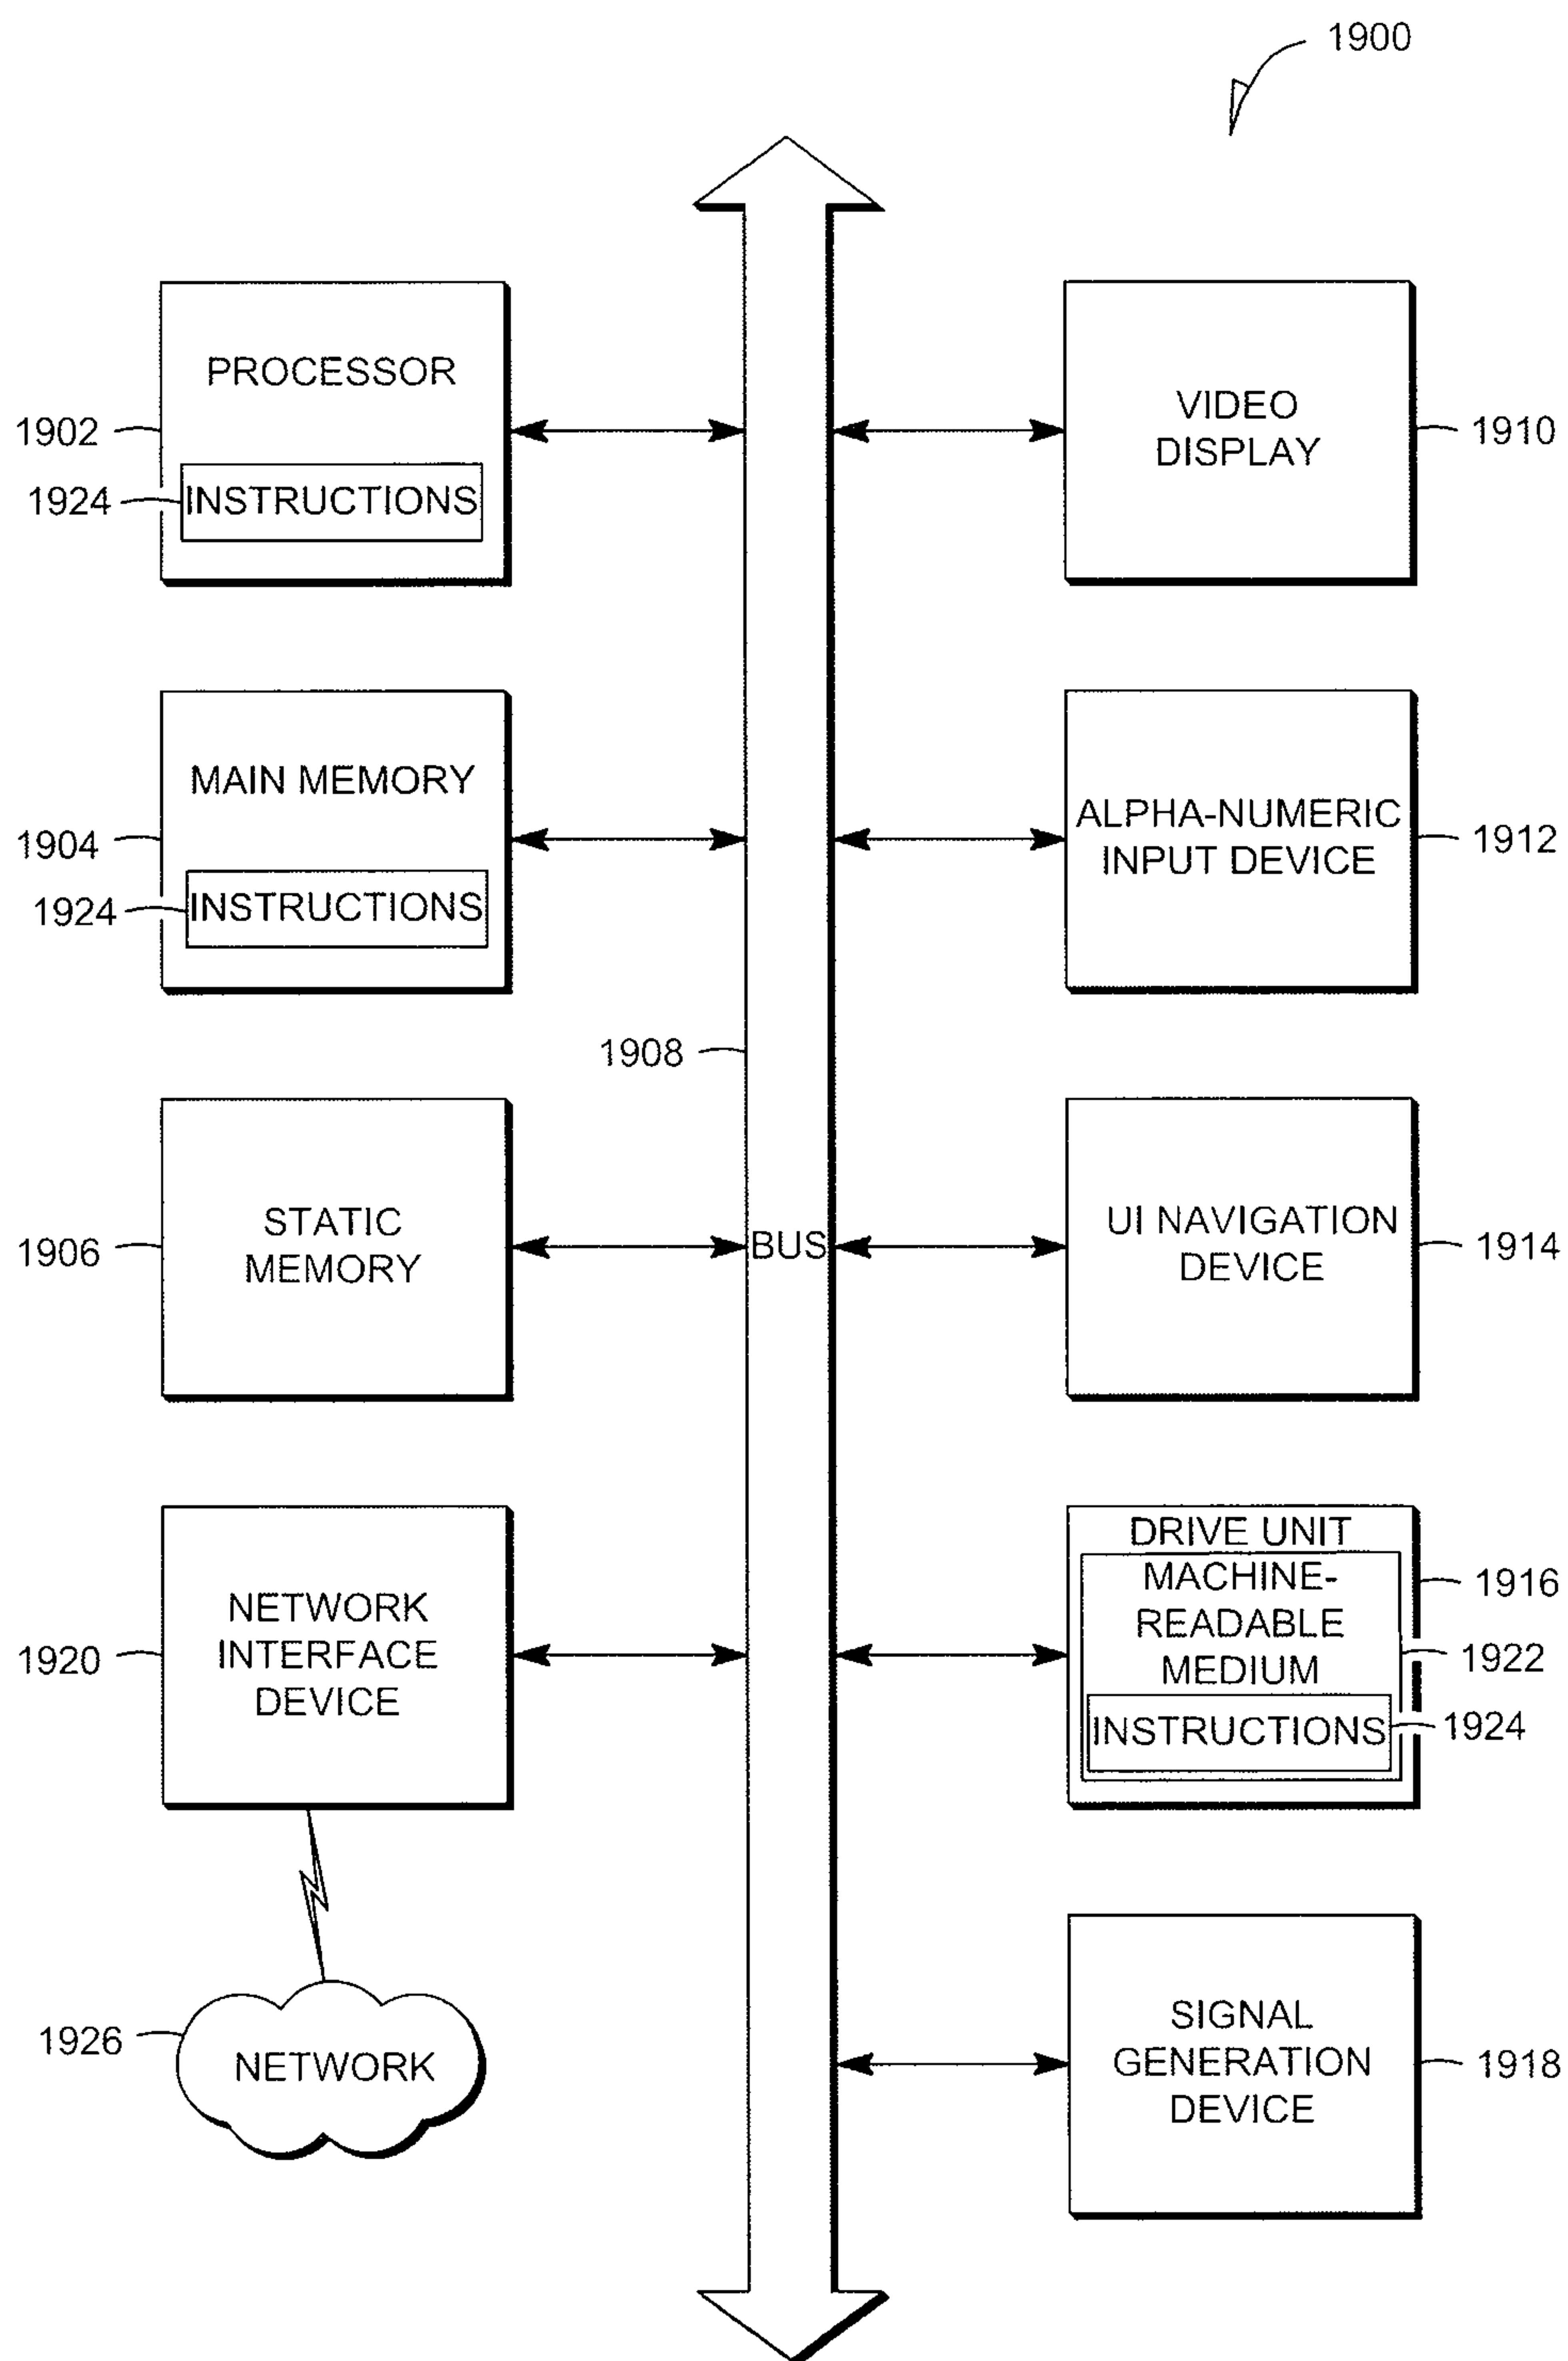 1900
PROCESSOR
1902
1924
INSTRUCTIONS
VIDEO
DISPLAY
1910
MAIN MEMORY
1904
1924
INSTRUCTIONS
ALPHA-NUMERIC
INPUT DEVICE
1912
1908
STATIC
MEMORY
1906
BUS
UI NAVIGATION
DEVICE
1914
NETWORK
INTERFACE
DEVICE
1920
DRIVE UNIT
MACHINE-
READABLE
MEDIUM
INSTRUCTIONS
1916
1922
1924
1926
NETWORK
SIGNAL
GENERATION
DEVICE
1918